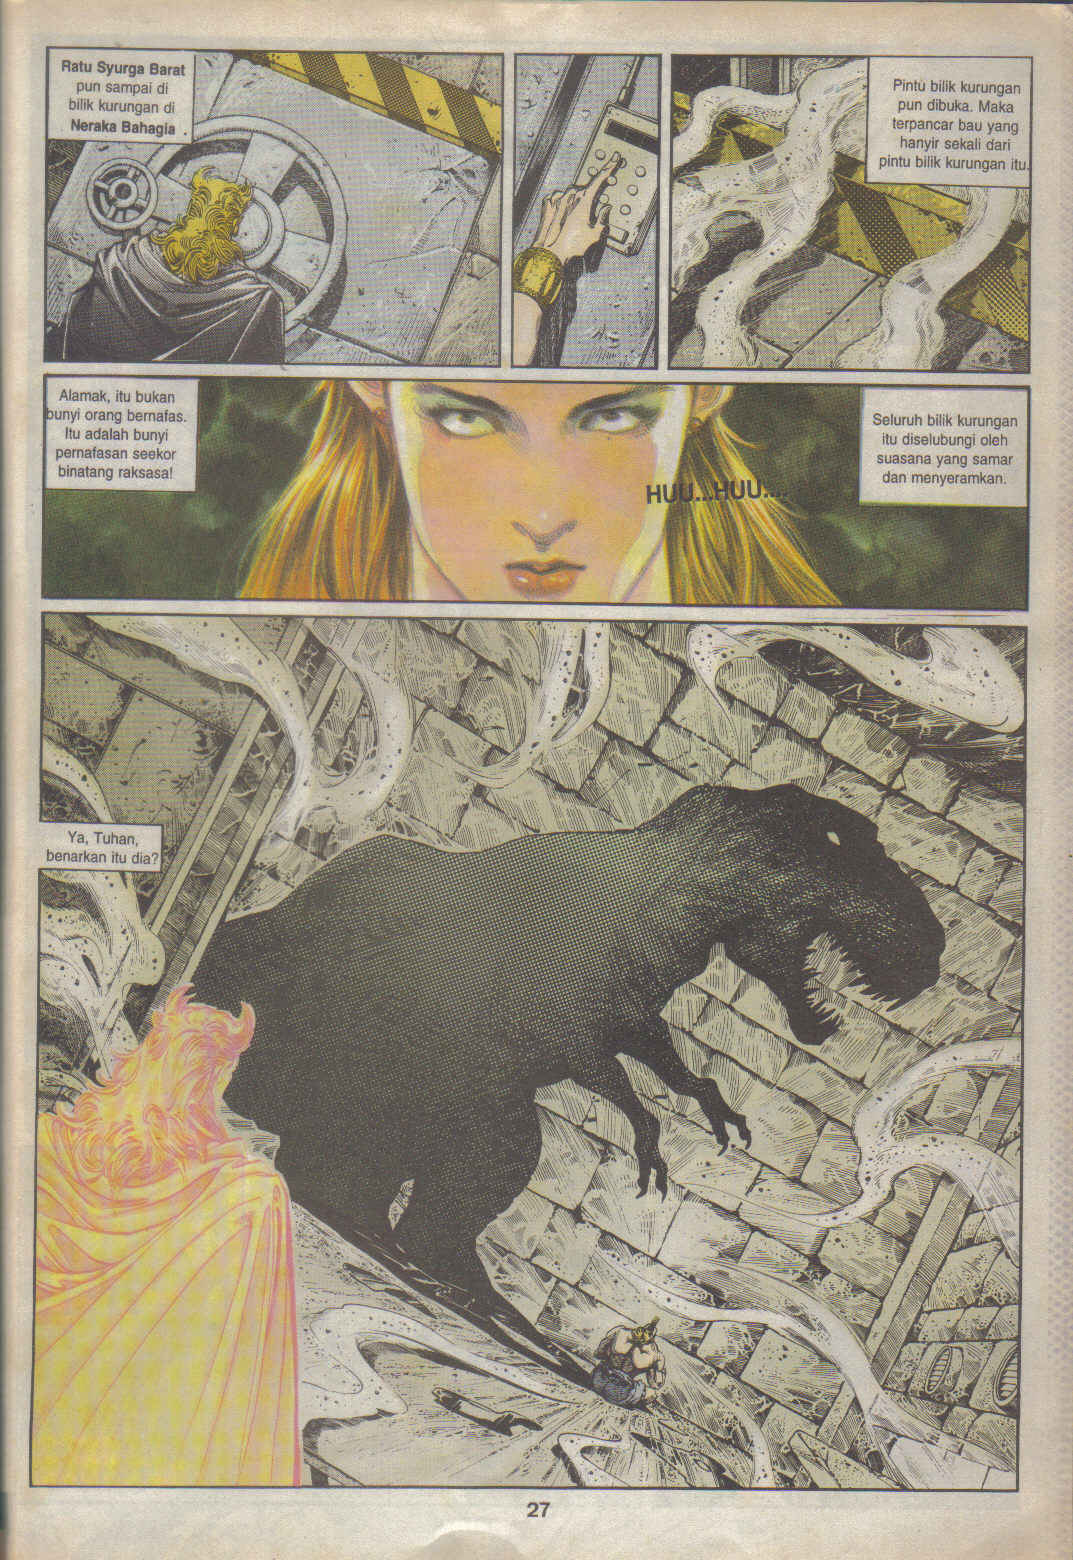 Ratu Syurga Barat
pun sampai di
bilik kurungan di
Neraka Bahagia .
Pintu bilik kurungan
pun dibuka. Maka
terpancar bau yang
hanyir sekali dari
pintu bilik kurungan itu.
Alamak, itu bukan
bunyi orang bernafas.
Itu adalah bunyi
pernafasan seekor
binatang raksasa!
HUU...HUU....
Seluruh bilik kurungan
itu diselubungi oleh
suasana yang samar
dan menyeramkan.
Ya, Tuhan,
benarkan itu dia?
27